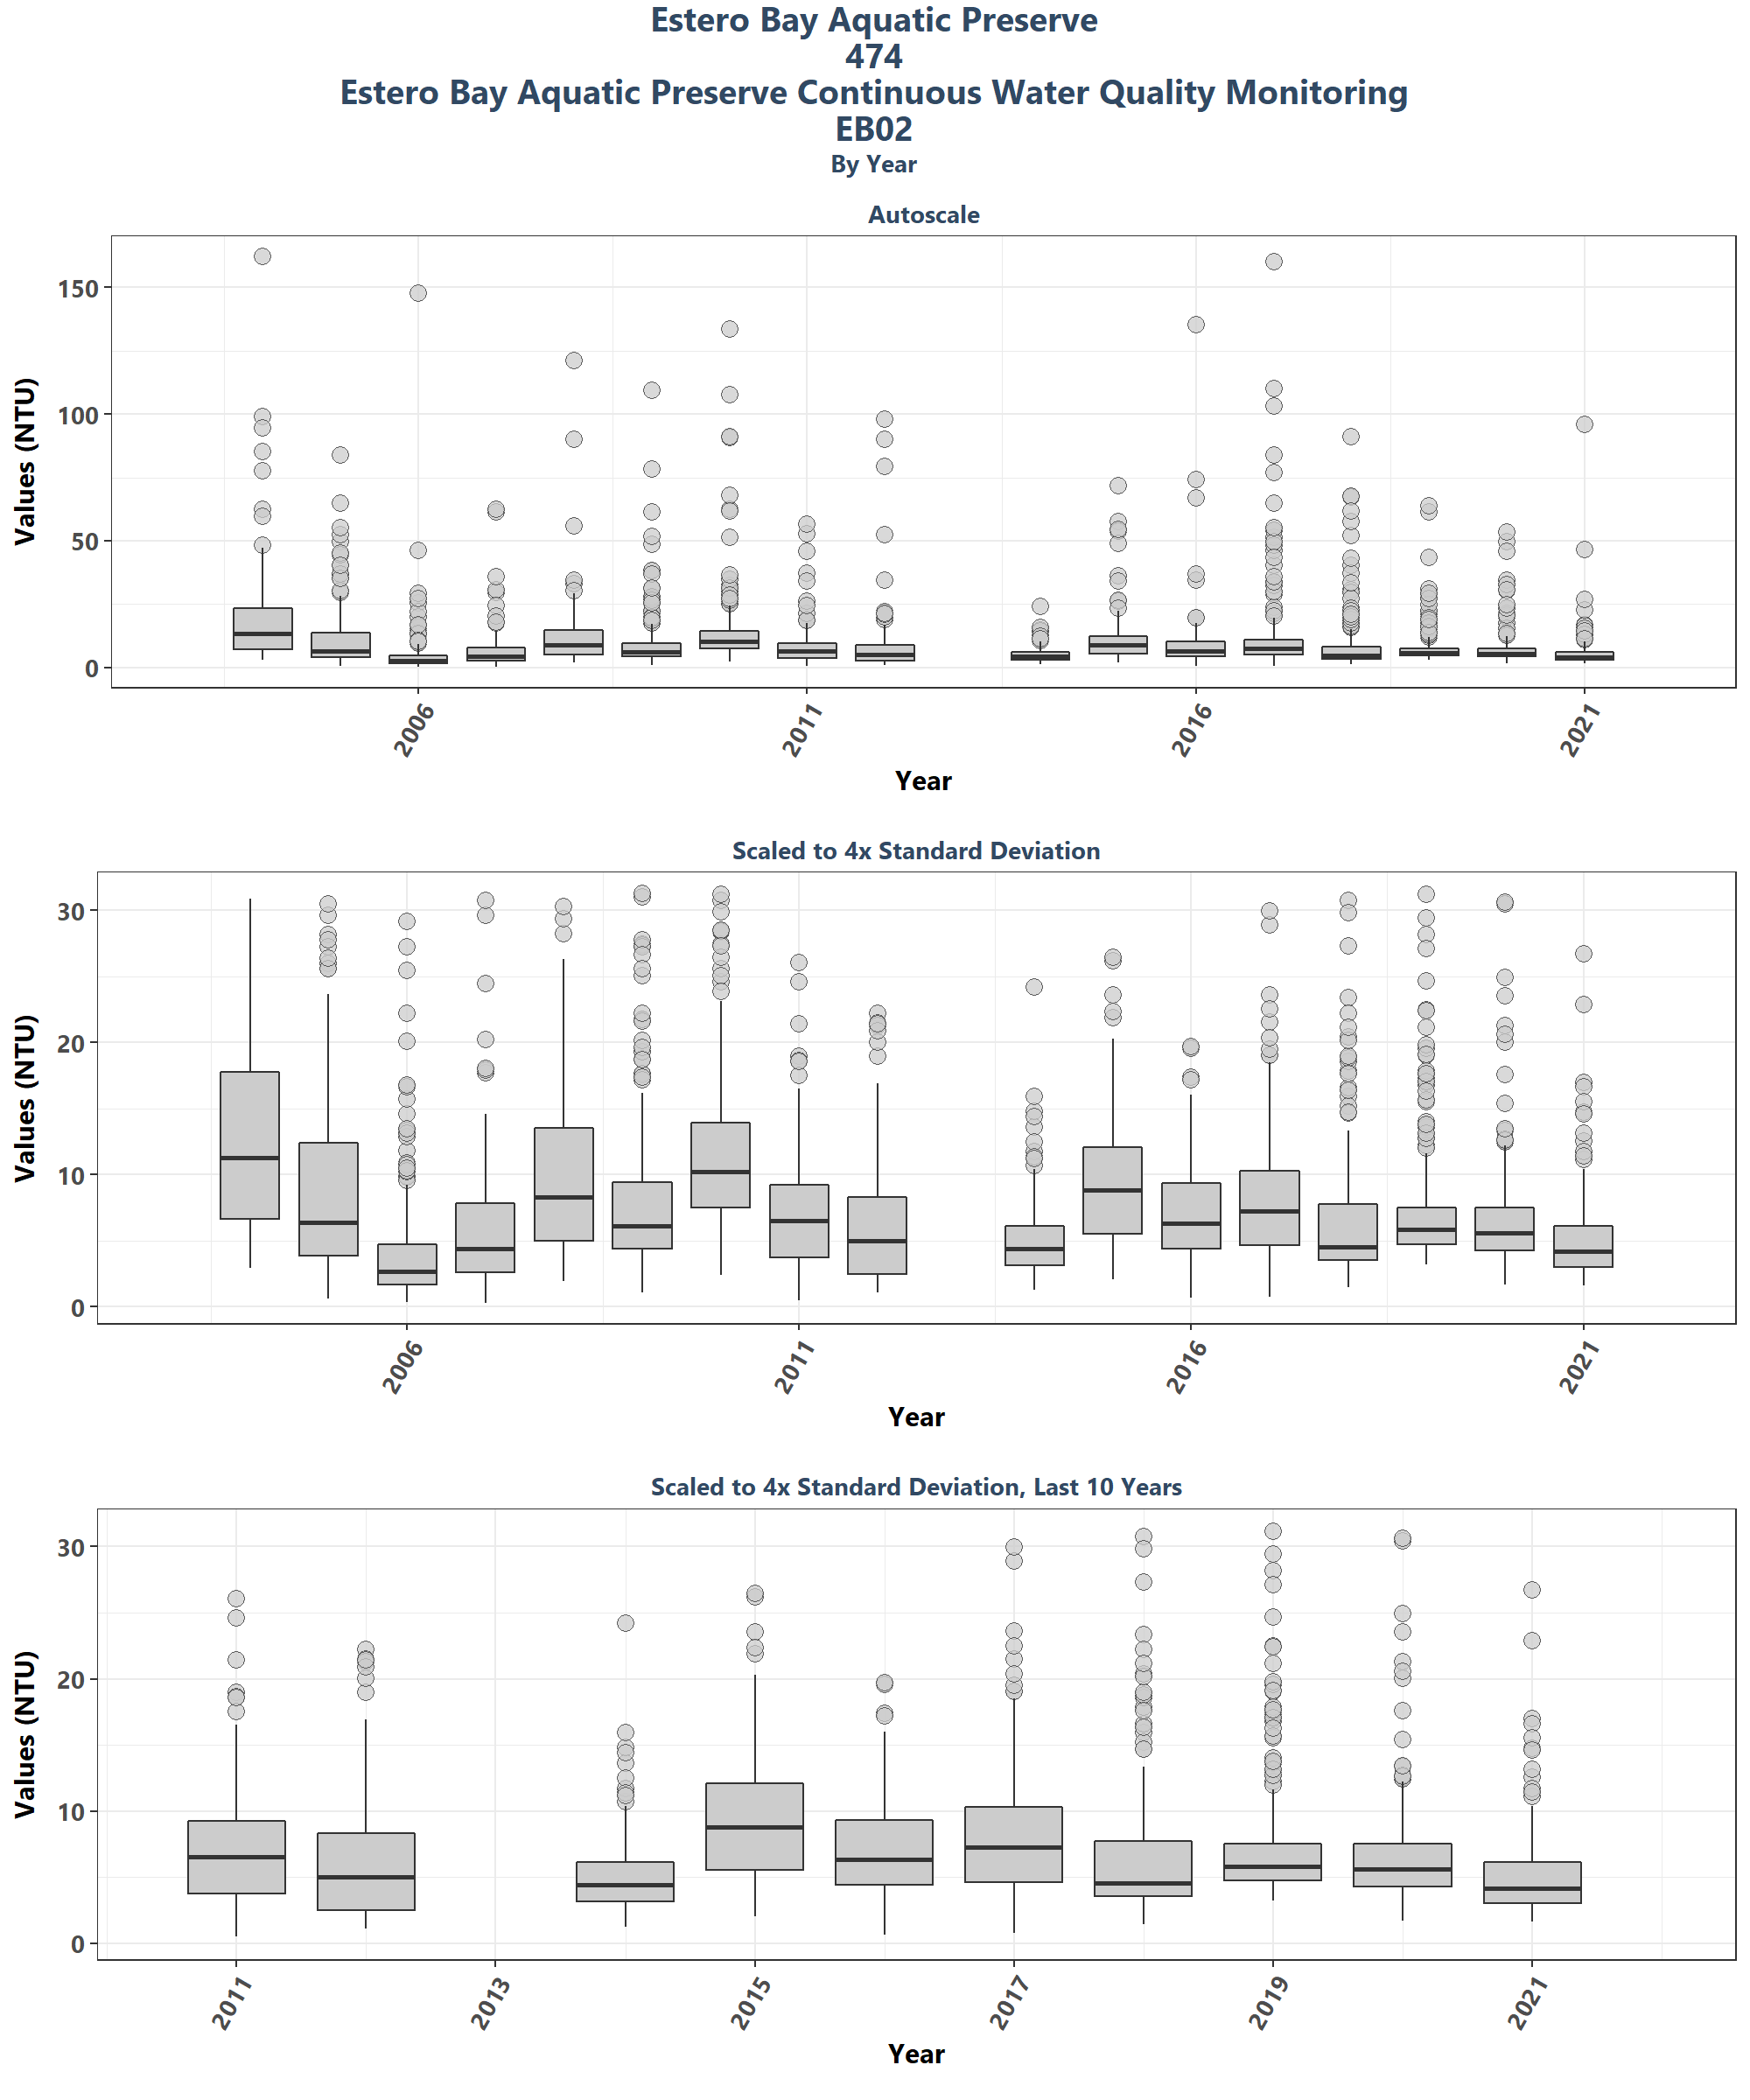 Estero Bay Aquatic Preserve
474
Estero Bay Aquatic Preserve Continuous Water Quality Monitoring
EB02
By Year
Autoscale
Values (NTU)
150
100
50
0
2006
2011
2016
2021
Year
Scaled to 4x Standard Deviation
Values (NTU)
30
20
10
0
2006
2011
2016
2021
Year
Scaled to 4x Standard Deviation, Last 10 Years
Values (NTU)
30
20
10
0
2011
2013
2015
2017
2019
2021
Year